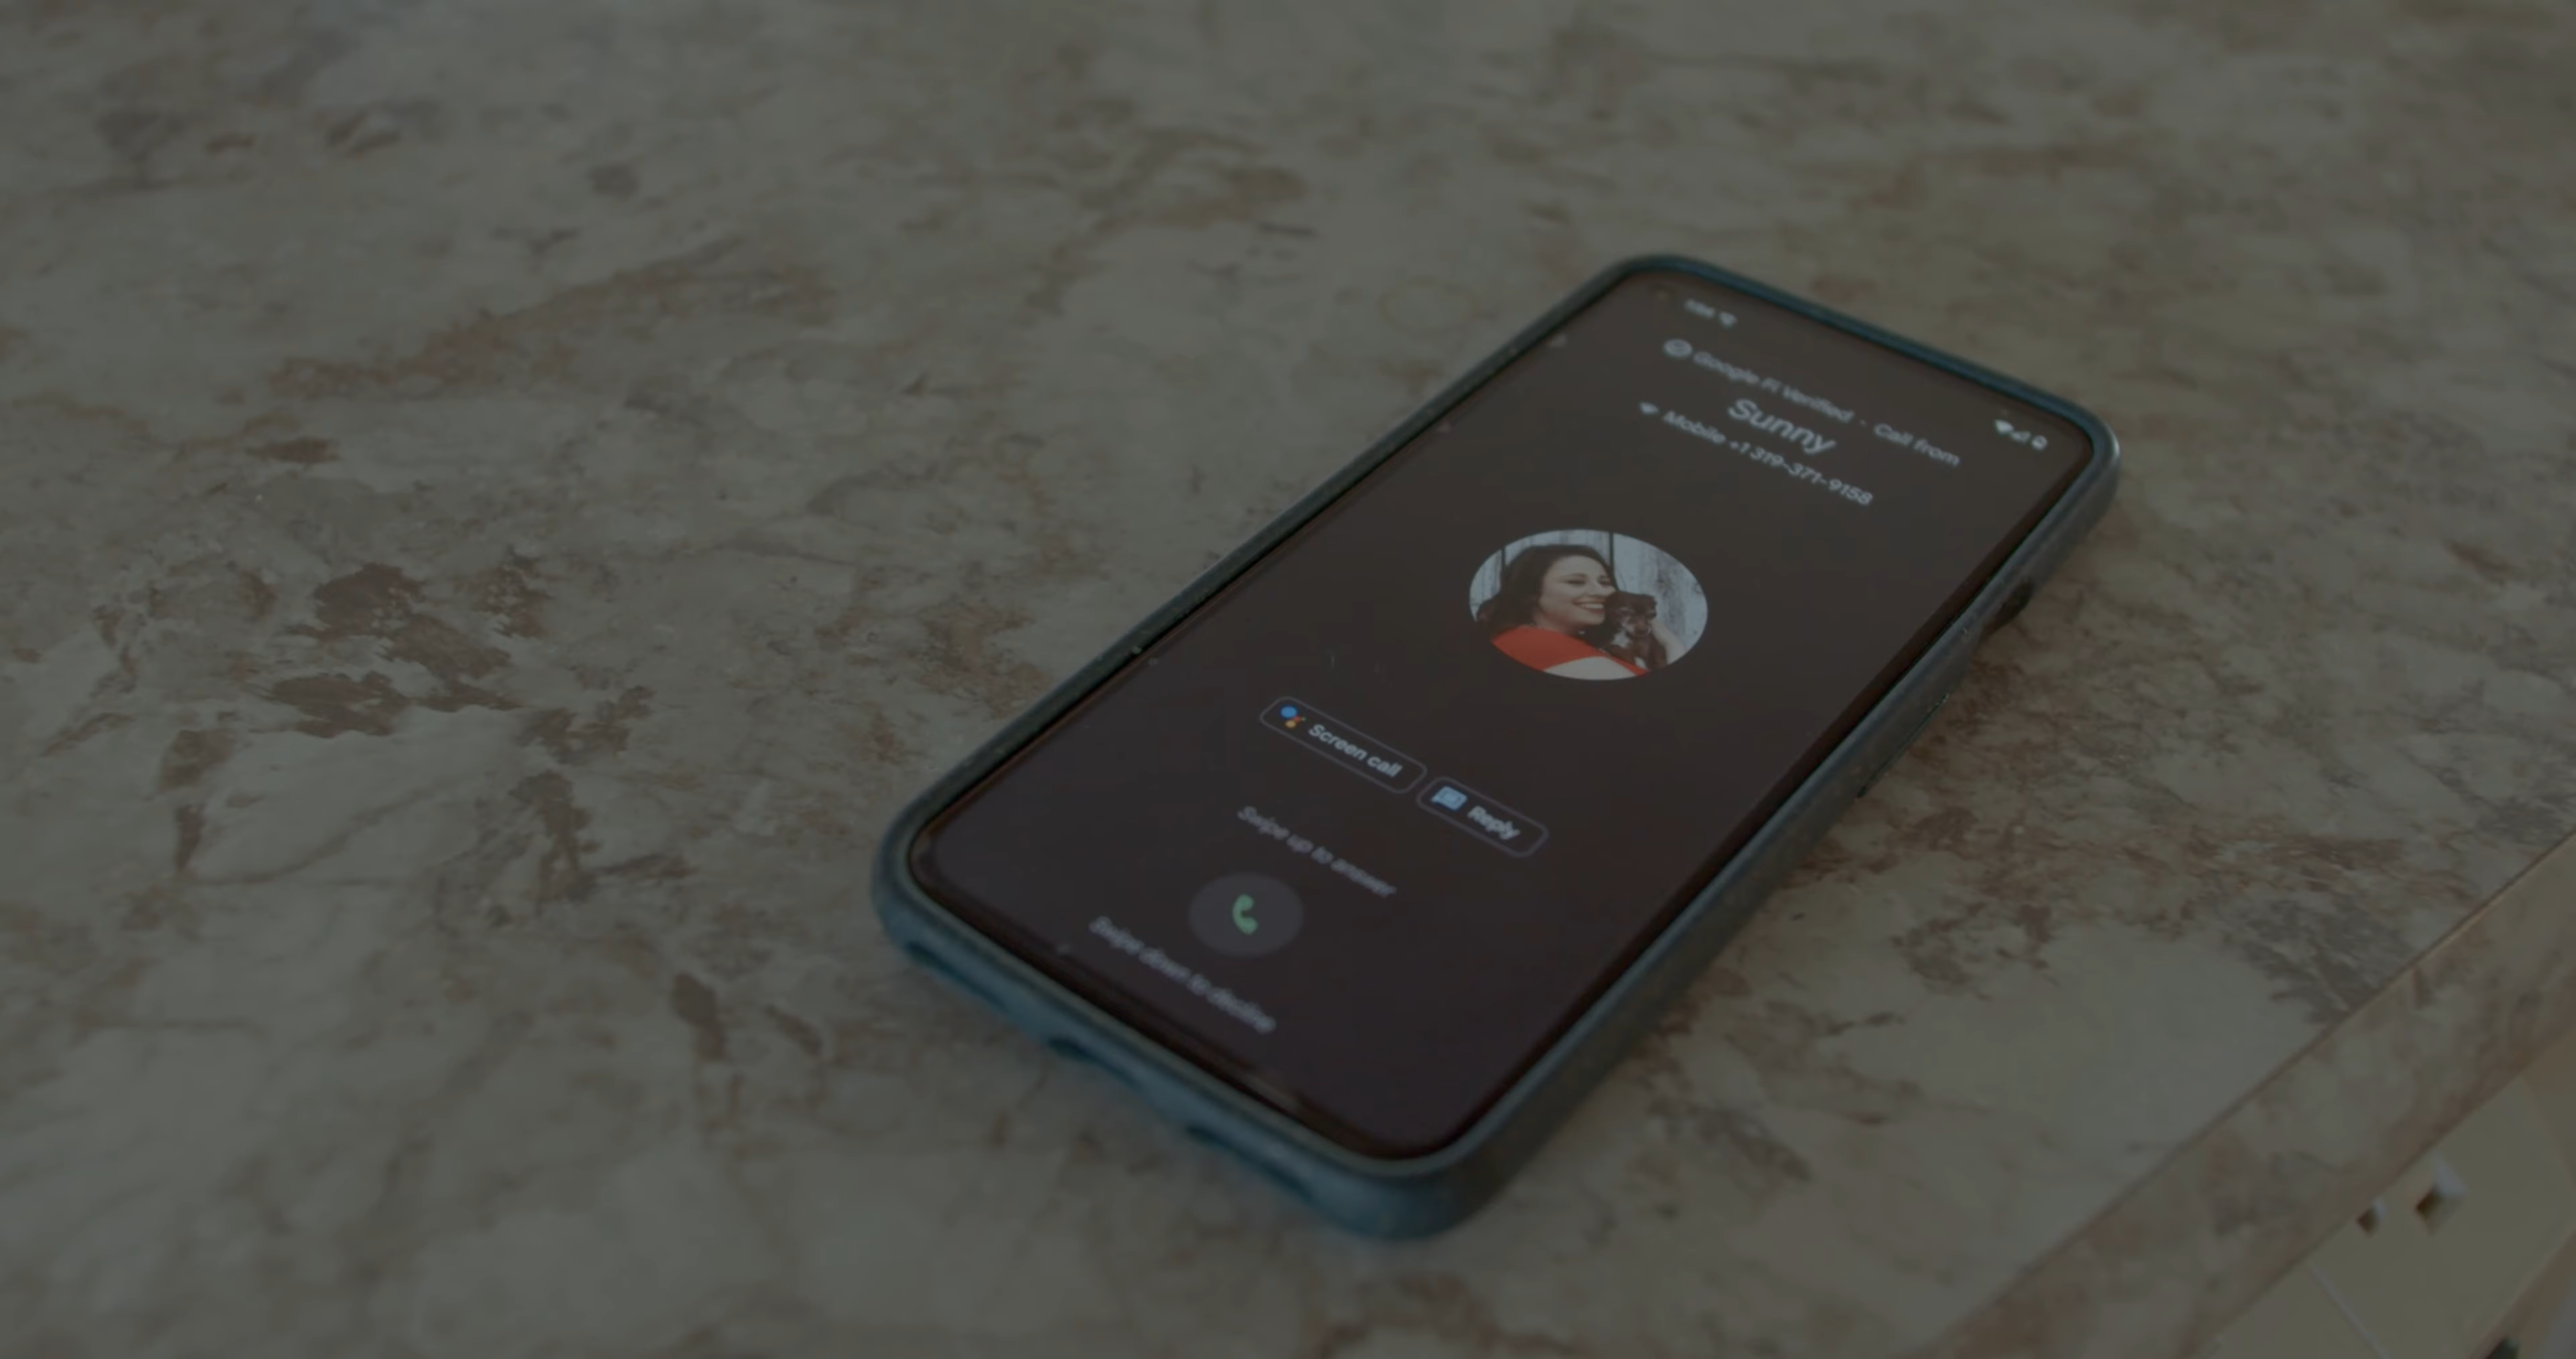 Google Fi Verified · Call from
Sunny
Mobile +1 319-371-9158
Screen call
Reply
Swipe up to answer
Swipe down to decline